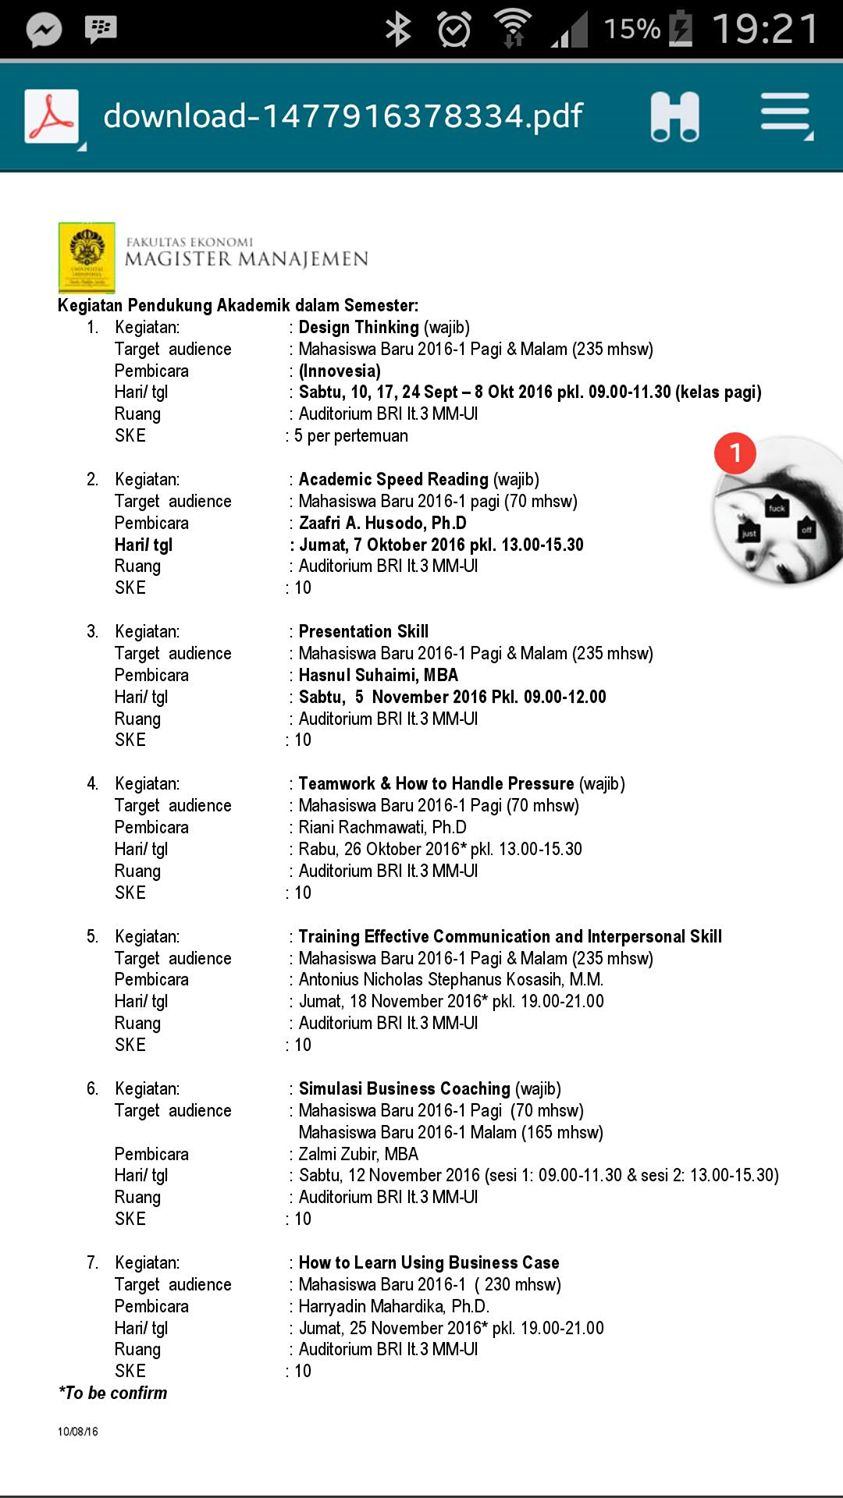 15% 19:21
download-1477916378334.pdf
FAKULTAS EKONOMI
MAGISTER MANAJEMEN
Kegiatan Pendukung Akademik dalam Semester:
1. Kegiatan: : Design Thinking (wajib)
Target audience : Mahasiswa Baru 2016-1 Pagi & Malam (235 mhsw)
Pembicara : (Innovesia)
Hari/ tgl : Sabtu, 10, 17, 24 Sept – 8 Okt 2016 pkl. 09.00-11.30 (kelas pagi)
Ruang : Auditorium BRI lt.3 MM-UI
SKE : 5 per pertemuan
1
fuck
just
off
2. Kegiatan: : Academic Speed Reading (wajib)
Target audience : Mahasiswa Baru 2016-1 pagi (70 mhsw)
Pembicara : Zaafri A. Husodo, Ph.D
Hari/ tgl : Jumat, 7 Oktober 2016 pkl. 13.00-15.30
Ruang : Auditorium BRI lt.3 MM-UI
SKE : 10
3. Kegiatan: : Presentation Skill
Target audience : Mahasiswa Baru 2016-1 Pagi & Malam (235 mhsw)
Pembicara : Hasnul Suhaimi, MBA
Hari/ tgl : Sabtu, 5 November 2016 Pkl. 09.00-12.00
Ruang : Auditorium BRI lt.3 MM-UI
SKE : 10
4. Kegiatan: : Teamwork & How to Handle Pressure (wajib)
Target audience : Mahasiswa Baru 2016-1 Pagi (70 mhsw)
Pembicara : Riani Rachmawati, Ph.D
Hari/ tgl : Rabu, 26 Oktober 2016* pkl. 13.00-15.30
Ruang : Auditorium BRI lt.3 MM-UI
SKE : 10
5. Kegiatan: : Training Effective Communication and Interpersonal Skill
Target audience : Mahasiswa Baru 2016-1 Pagi & Malam (235 mhsw)
Pembicara : Antonius Nicholas Stephanus Kosasih, M.M.
Hari/ tgl : Jumat, 18 November 2016* pkl. 19.00-21.00
Ruang : Auditorium BRI lt.3 MM-UI
SKE : 10
6. Kegiatan: : Simulasi Business Coaching (wajib)
Target audience : Mahasiswa Baru 2016-1 Pagi (70 mhsw)
Mahasiswa Baru 2016-1 Malam (165 mhsw)
Pembicara : Zalmi Zubir, MBA
Hari/ tgl : Sabtu, 12 November 2016 (sesi 1: 09.00-11.30 & sesi 2: 13.00-15.30)
Ruang : Auditorium BRI lt.3 MM-UI
SKE : 10
7. Kegiatan: : How to Learn Using Business Case
Target audience : Mahasiswa Baru 2016-1 ( 230 mhsw)
Pembicara : Harryadin Mahardika, Ph.D.
Hari/ tgl : Jumat, 25 November 2016* pkl. 19.00-21.00
Ruang : Auditorium BRI lt.3 MM-UI
SKE : 10
*To be confirm
10/08/16